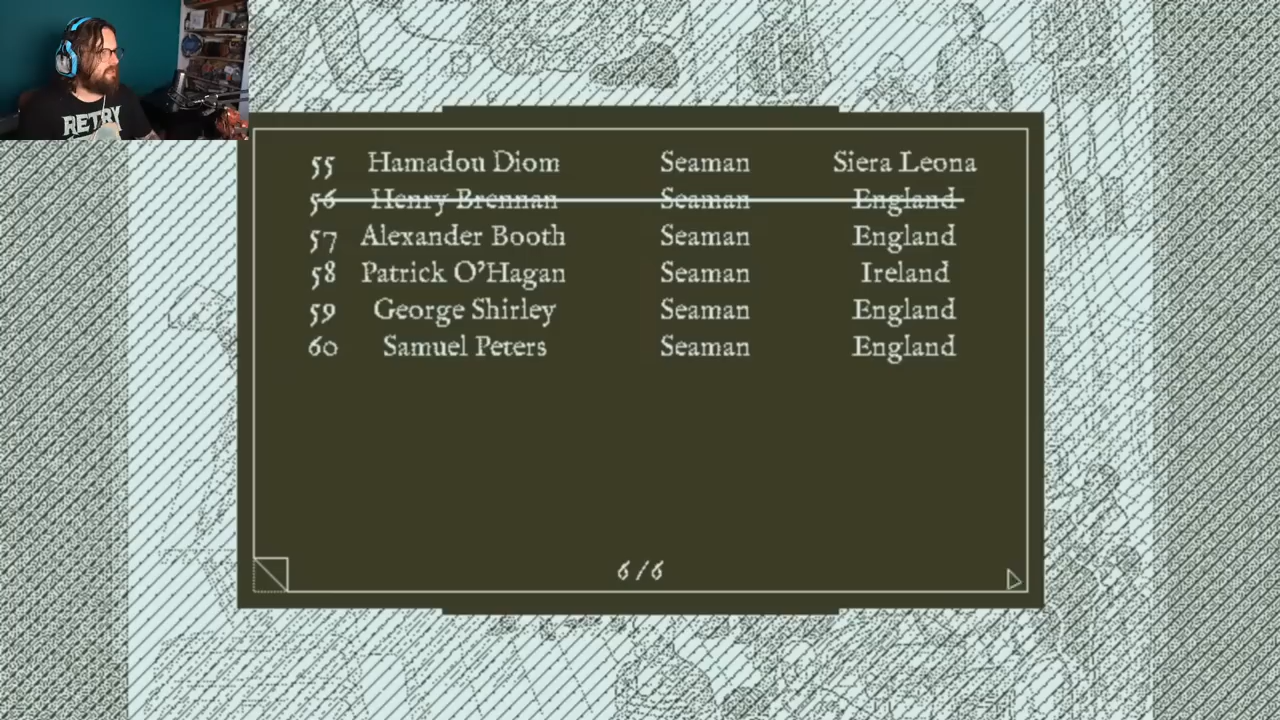 RETRY
55 Hamadou Diom Seaman Siera Leona
56 Henry Brennan Seaman England
57 Alexander Booth Seaman England
58 Patrick O'Hagan Seaman Ireland
59 George Shirley Seaman England
60 Samuel Peters Seaman England
6/6